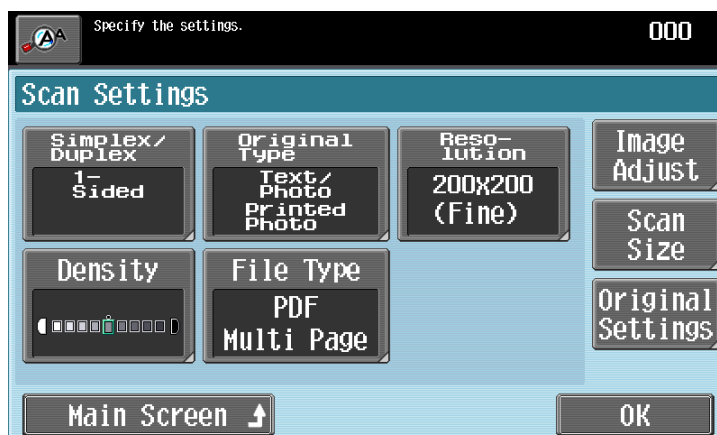 AA
Specify the settings.
000
Scan Settings
Simplex/
Duplex
1-
Sided
Original
Type
Text/
Photo
Printed
Photo
Reso-
lution
200X200
(Fine)
Image
Adjust
Scan
Size
Density
File Type
PDF
Multi Page
Original
Settings
Main Screen
OK